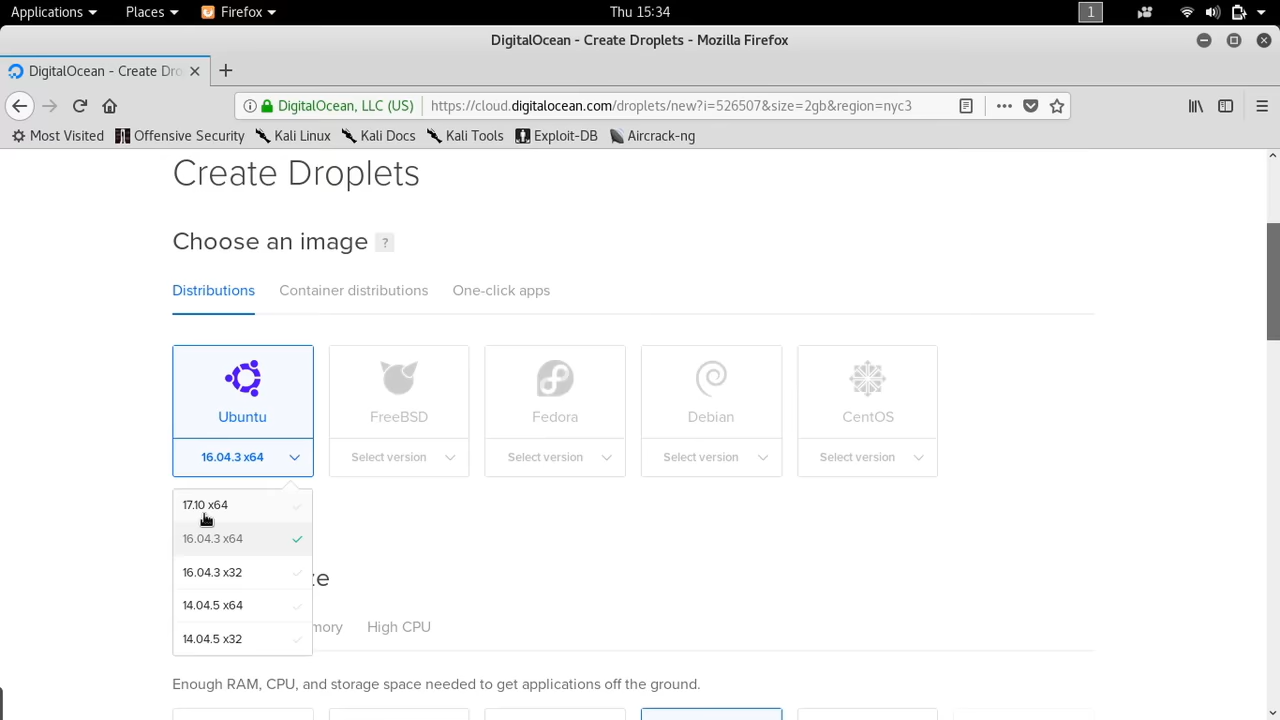 Applications Places Firefox Thu 15:34 1
DigitalOcean - Create Droplets - Mozilla Firefox
DigitalOcean - Create Dro
DigitalOcean, LLC (US) https://cloud.digitalocean.com/droplets/new?i=526507&size=2gb&region=nyc3
Most Visited Offensive Security Kali Linux Kali Docs Kali Tools Exploit-DB Aircrack-ng
Create Droplets
Choose an image ?
Distributions Container distributions One-click apps
Ubuntu FreeBSD Fedora Debian CentOS
16.04.3 x64 Select version Select version Select version Select version
17.10 x64
16.04.3 x64
16.04.3 x32
14.04.5 x64
14.04.5 x32
High CPU
Enough RAM, CPU, and storage space needed to get applications off the ground.